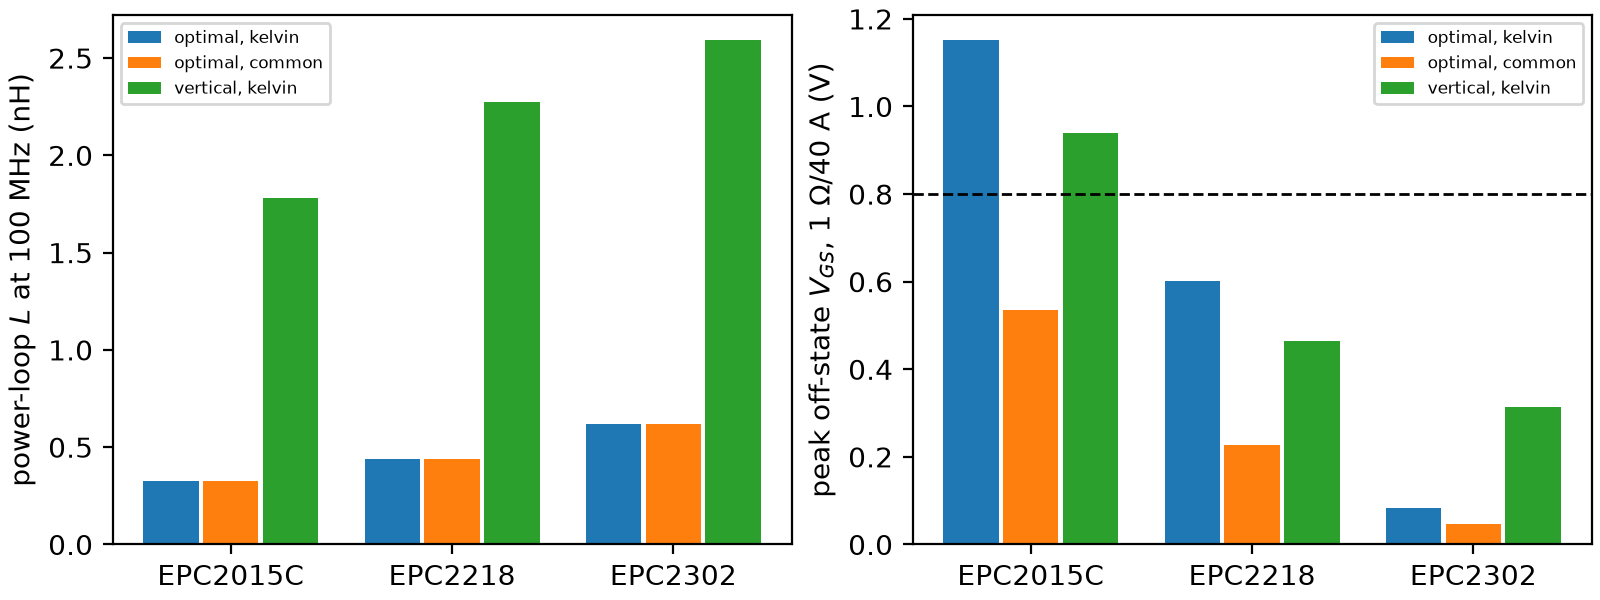 power-loop L at 100 MHz (nH)
2.5
2.0
1.5
1.0
0.5
0.0
optimal, kelvin
optimal, common
vertical, kelvin
EPC2015C
EPC2218
EPC2302
peak off-state V_GS, 1 Ω/40 A (V)
1.2
1.0
0.8
0.6
0.4
0.2
0.0
optimal, kelvin
optimal, common
vertical, kelvin
EPC2015C
EPC2218
EPC2302